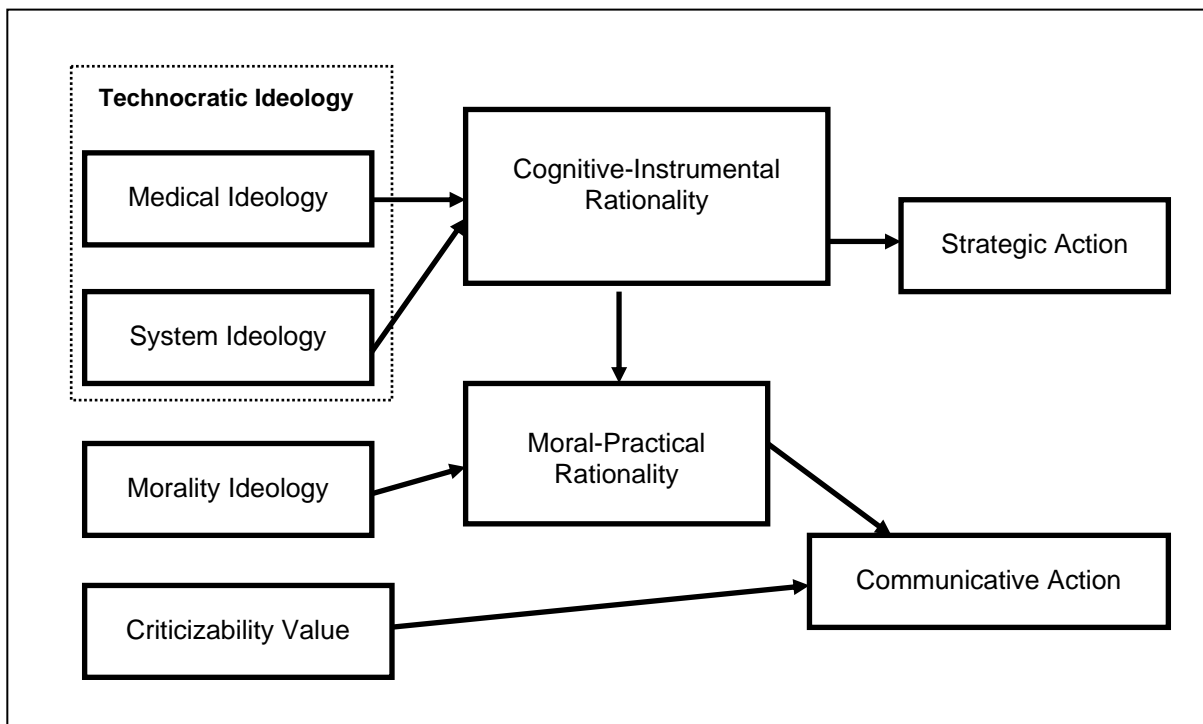 Technocratic Ideology
Medical Ideology
System Ideology
Cognitive-Instrumental
Rationality
Strategic Action
Morality Ideology
Moral-Practical
Rationality
Criticizability Value
Communicative Action